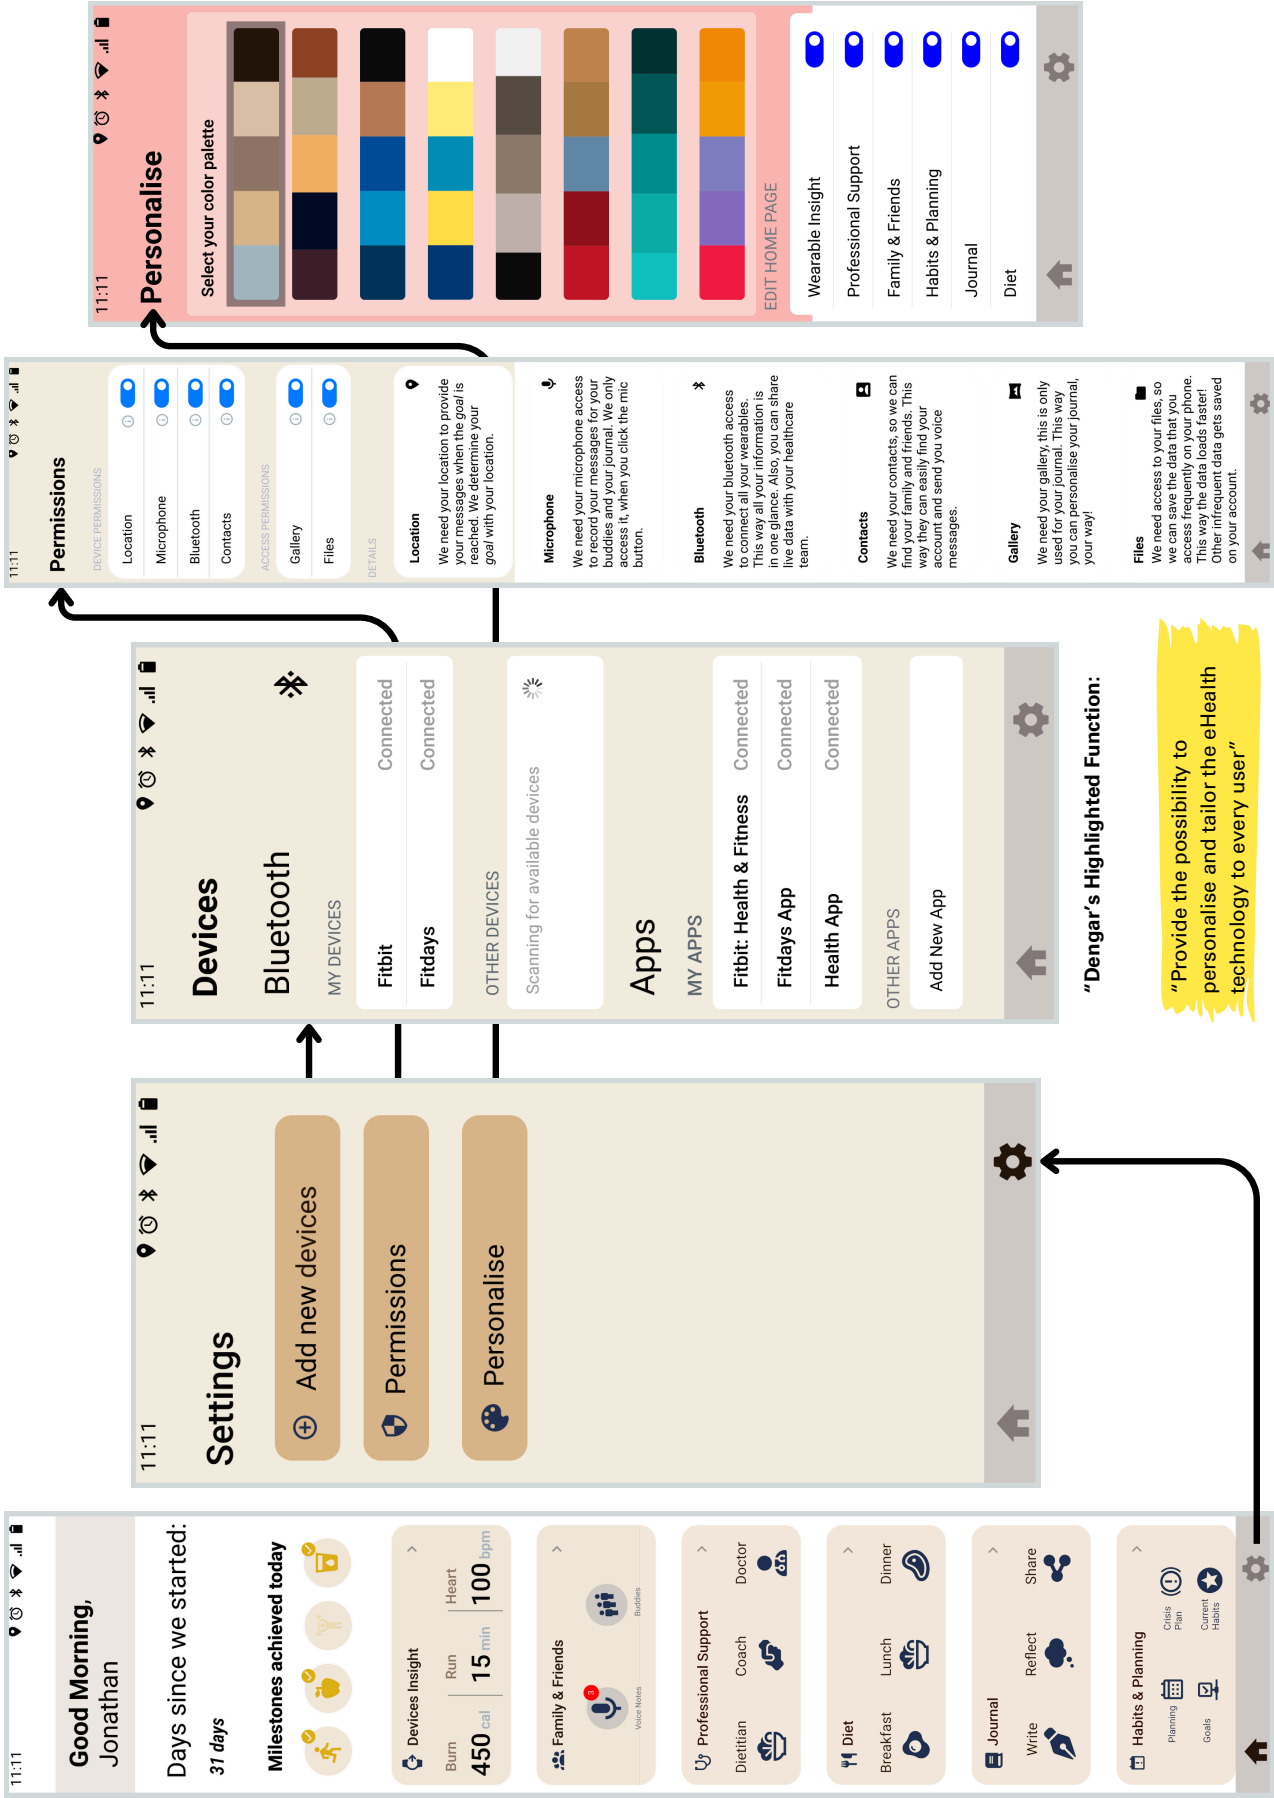 11:11
Good Morning,
Jonathan
Days since we started:
31 days
Milestones achieved today
Devices Insight
Burn
Run
Heart
450 cal
15 min
100 bpm
Family & Friends
3
Voice Notes
Buddies
Professional Support
Dietitian
Coach
Doctor
Diet
Breakfast
Lunch
Dinner
Journal
Write
Reflect
Share
Habits & Planning
Planning
Crisis
Plan
Goals
Current
Habits
11:11
Settings
Add new devices
Permissions
Personalise
11:11
Devices
Bluetooth
MY DEVICES
Fitbit Connected
Fitdays Connected
OTHER DEVICES
Scanning for available devices
Apps
MY APPS
Fitbit: Health & Fitness Connected
Fitdays App Connected
Health App Connected
OTHER APPS
Add New App
"Dengar's Highlighted Function:
"Provide the possibility to
personalise and tailor the eHealth
technology to every user"
11:11
Permissions
DEVICE PERMISSIONS
Location
Microphone
Bluetooth
Contacts
ACCESS PERMISSIONS
Gallery
Files
DETAILS
Location
We need your location to provide
your messages when the goal is
reached. We determine your
goal with your location.
Microphone
We need your microphone access
to record your messages for your
buddies and your journal. We only
access it, when you click the mic
button.
Bluetooth
We need your bluetooth access
to connect all your wearables.
This way all your information is
in one glance. Also, you can share
live data with your healthcare
team.
Contacts
We need your contacts, so we can
find your family and friends. This
way they can easily find your
account and send you voice
messages.
Gallery
We need your gallery, this is only
used for your journal. This way
you can personalise your journal,
your way!
Files
We need access to your files, so
we can save the data that you
access frequently on your phone.
This way the data loads faster!
Other infrequent data gets saved
on your account.
11:11
Personalise
Select your color palette
EDIT HOME PAGE
Wearable Insight
Professional Support
Family & Friends
Habits & Planning
Journal
Diet